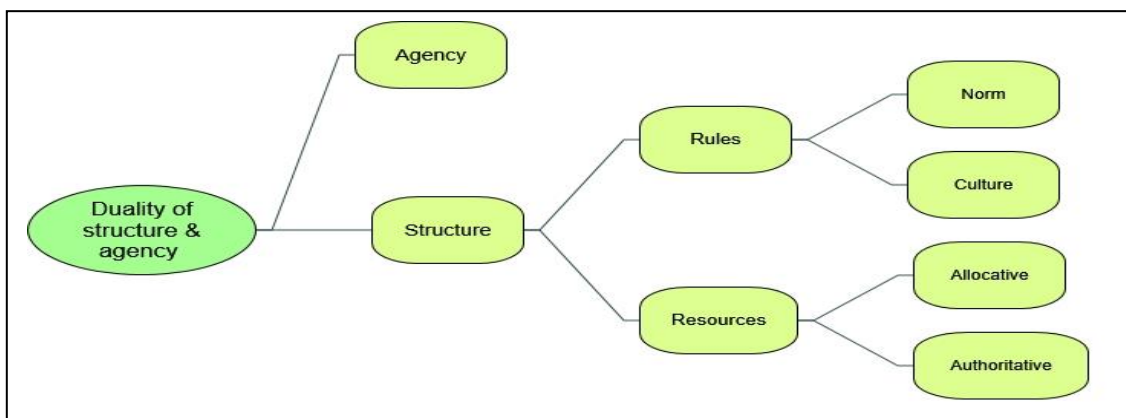 Agency
Norm
Rules
Culture
Duality of
structure &
agency
Structure
Allocative
Resources
Authoritative